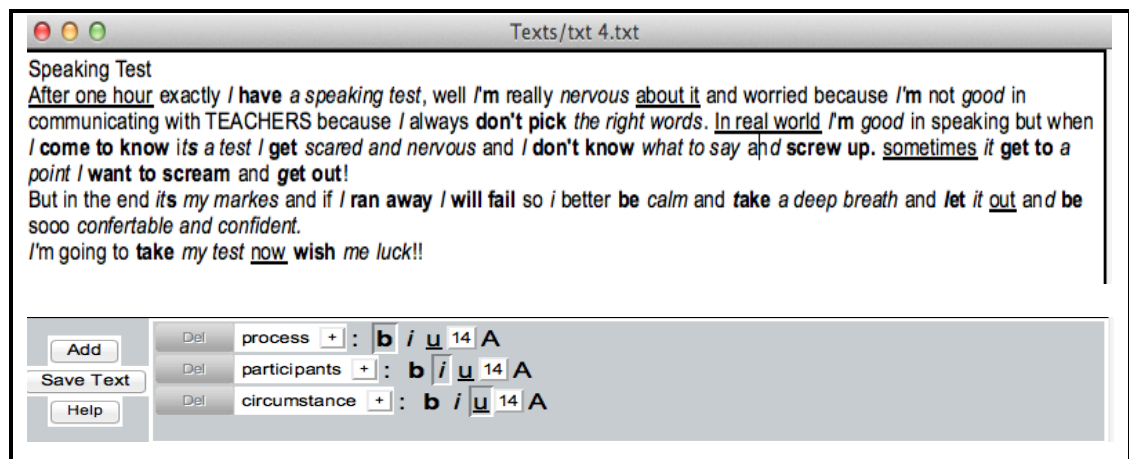 Texts/txt 4.txt
Speaking Test
After one hour exactly I have a speaking test, well I'm really nervous about it and worried because I'm not good in
communicating with TEACHERS because I always don't pick the right words. In real world I'm good in speaking but when
I come to know its a test I get scared and nervous and I don't know what to say and screw up. sometimes it get to a
point I want to scream and get out!
But in the end its my markes and if I ran away I will fail so i better be calm and take a deep breath and let it out and be
sooo confertable and confident.
I'm going to take my test now wish me luck!!
Add
Save Text
Help
Del process + : b i u 14 A
Del participants + : b i u 14 A
Del circumstance + : b i u 14 A